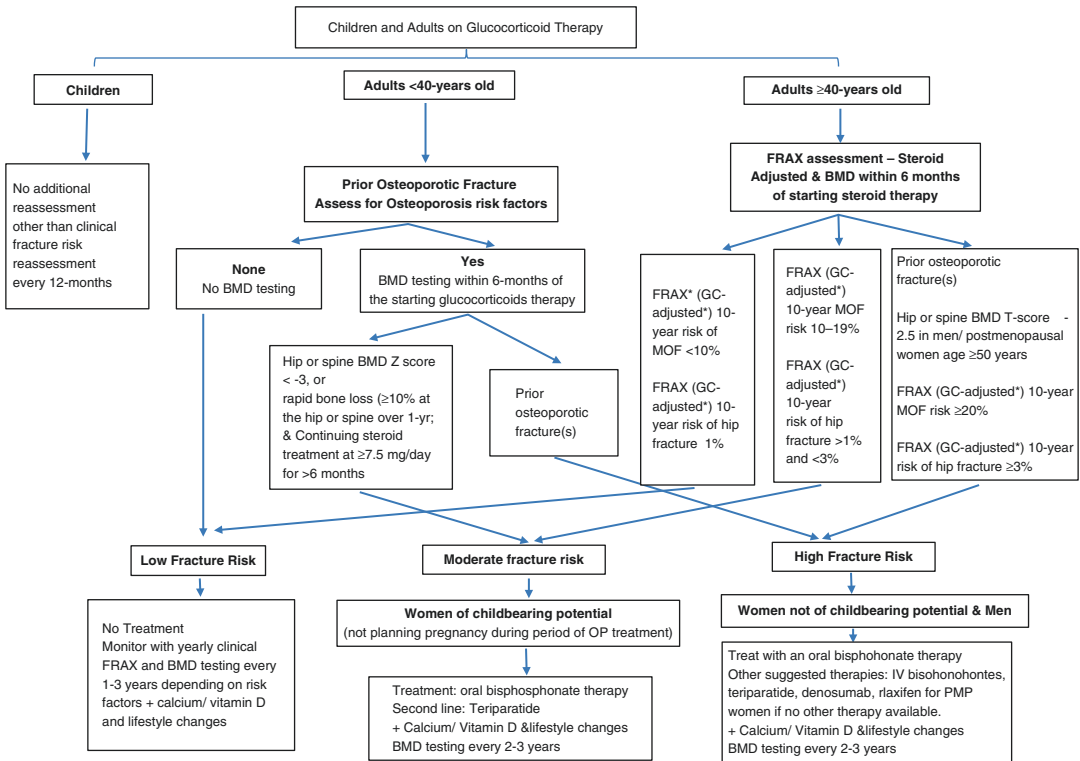 Children and Adults on Glucocorticoid Therapy
Children
Adults <40-years old
Adults ≥40-years old
No additional
reassessment
other than clinical
fracture risk
reassessment
every 12-months
Prior Osteoporotic Fracture
Assess for Osteoporosis risk factors
FRAX assessment – Steroid
Adjusted & BMD within 6 months
of starting steroid therapy
None
No BMD testing
Yes
BMD testing within 6-months of
the starting glucocorticoids therapy
FRAX* (GC-
adjusted*) 10-
year risk of
MOF <10%
FRAX (GC-
adjusted*) 10-
year risk of hip
fracture 1%
FRAX (GC-
adjusted*)
10-year MOF
risk 10–19%
FRAX (GC-
adjusted*)
10-year
risk of hip
fracture >1%
and <3%
Prior osteoporotic
fracture(s)
Hip or spine BMD T-score -
2.5 in men/ postmenopausal
women age ≥50 years
FRAX (GC-adjusted*) 10-year
MOF risk ≥20%
FRAX (GC-adjusted*) 10-year
risk of hip fracture ≥3%
Hip or spine BMD Z score
< -3, or
rapid bone loss (≥10% at
the hip or spine over 1-yr;
& Continuing steroid
treatment at ≥7.5 mg/day
for >6 months
Prior
osteoporotic
fracture(s)
Low Fracture Risk
Moderate fracture risk
High Fracture Risk
No Treatment
Monitor with yearly clinical
FRAX and BMD testing every
1-3 years depending on risk
factors + calcium/ vitamin D
and lifestyle changes
Women of childbearing potential
(not planning pregnancy during period of OP treatment)
Treatment: oral bisphosphonate therapy
Second line: Teriparatide
+ Calcium/ Vitamin D &lifestyle changes
BMD testing every 2-3 years
Women not of childbearing potential & Men
Treat with an oral bisphohonate therapy
Other suggested therapies: IV bisohonohontes,
teriparatide, denosumab, rlaxifen for PMP
women if no other therapy available.
+ Calcium/ Vitamin D &lifestyle changes
BMD testing every 2-3 years